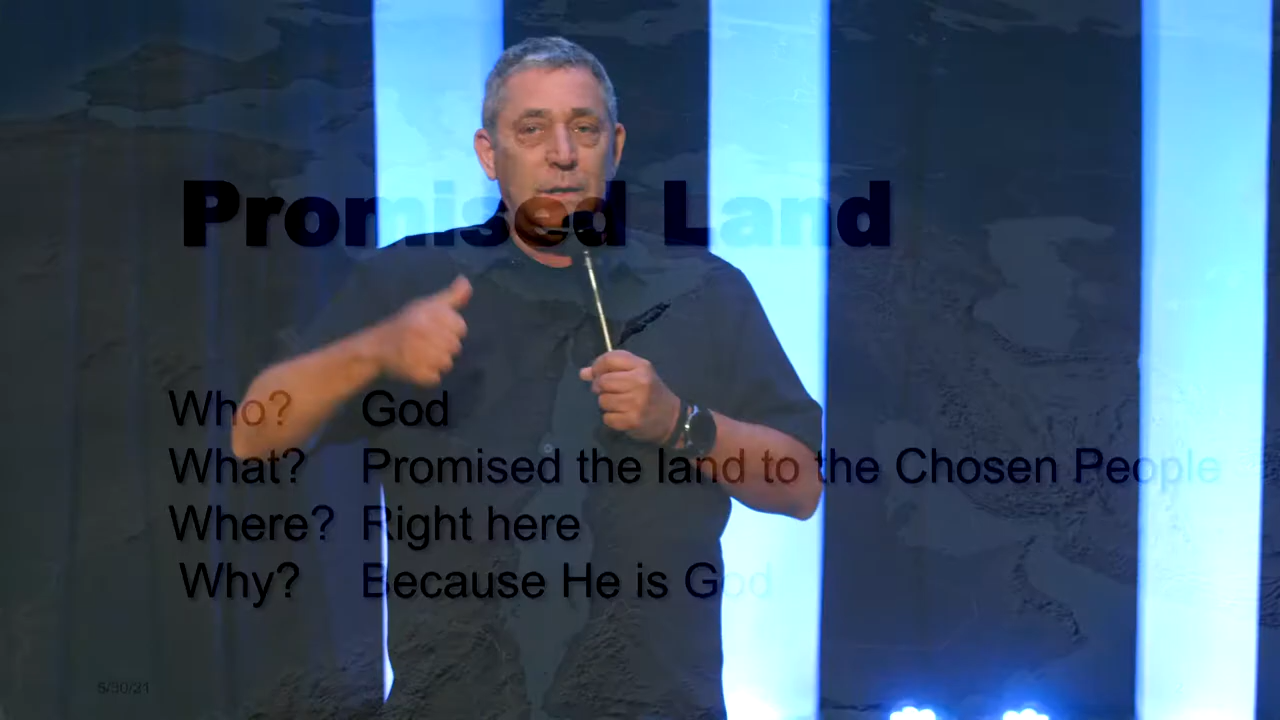 Promised Land
Who? God
What? Promised the land to the Chosen People
Where? Right here
Why? Because He is God
5/30/21